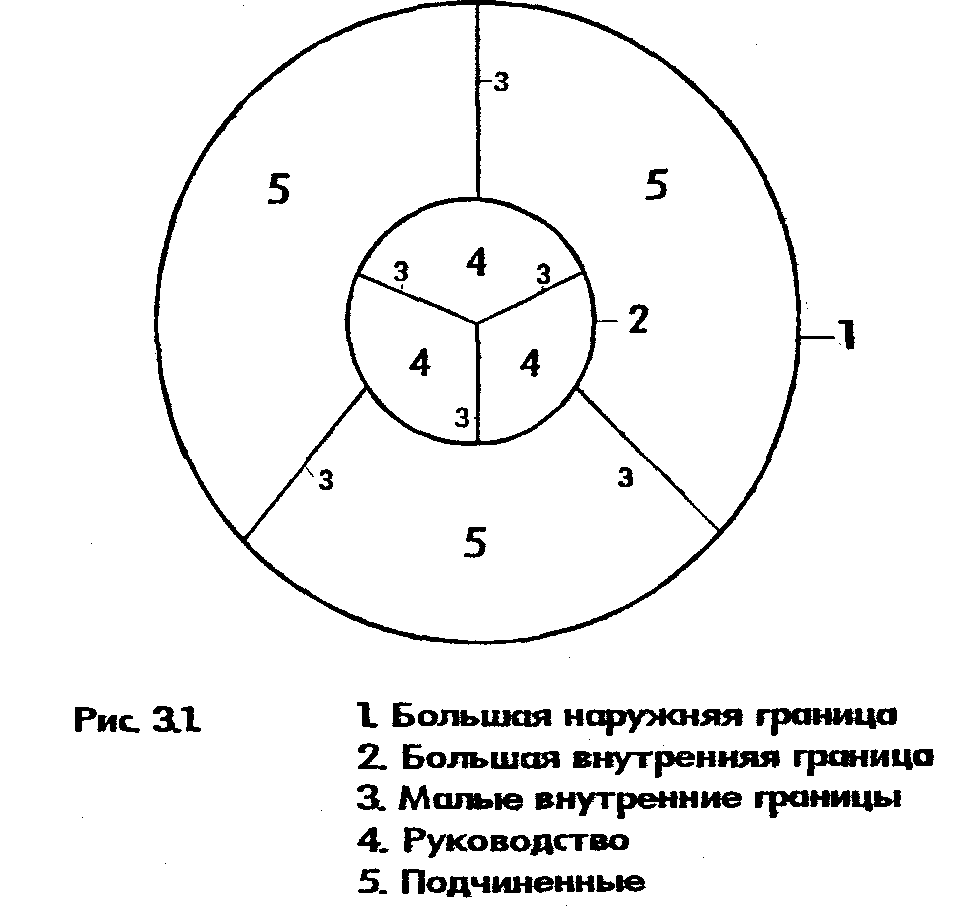 3
5
5
4
3
3
2
1
4
4
3
3
3
5
Рис. 3.1
1. Большая наружняя граница
2. Большая внутренняя граница
3. Малые внутренние границы
4. Руководство
5. Подчиненные